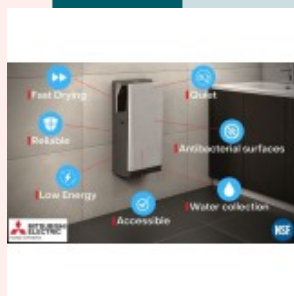 Fast Drying
Quiet
Reliable
Antibacterial surfaces
Low Energy
Water collection
Accessible
MITSUBISHI
ELECTRIC
NSF